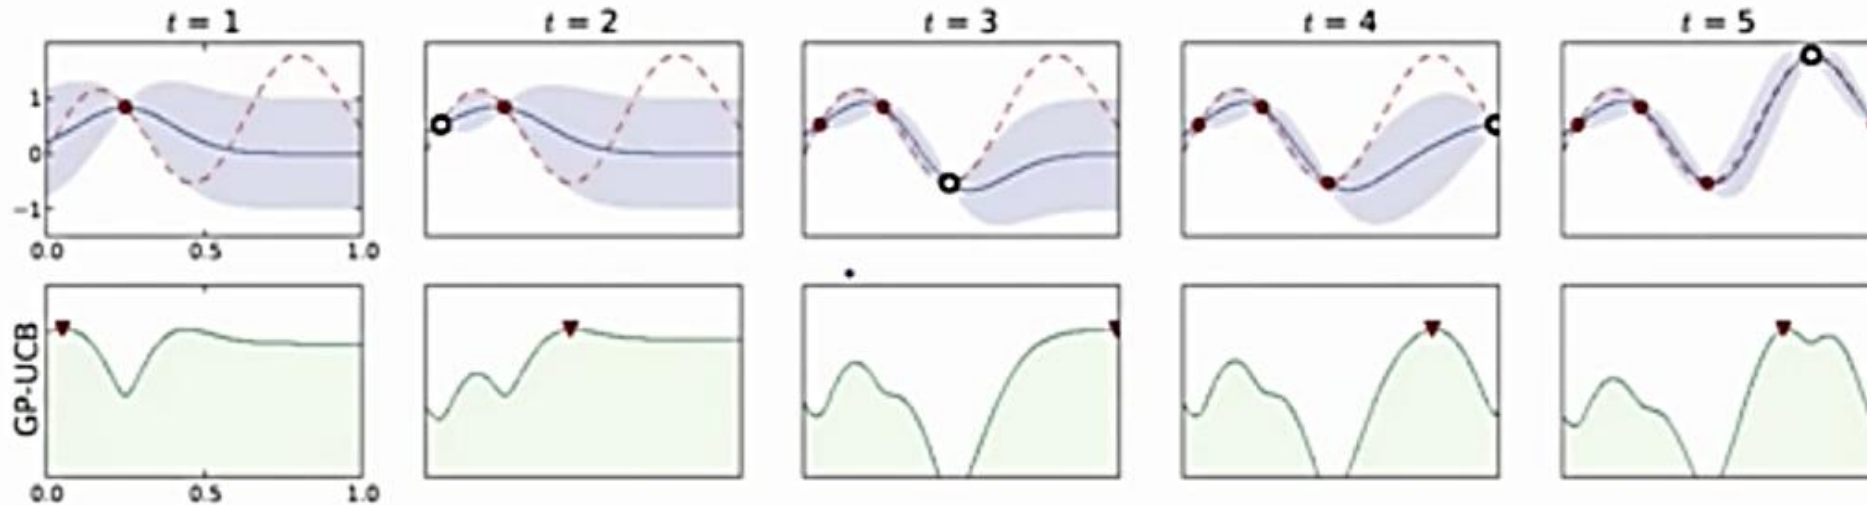 t = 1
t = 2
t = 3
t = 4
t = 5
1
0
−1
0.0 0.5 1.0
GP-UCB
0.0 0.5 1.0